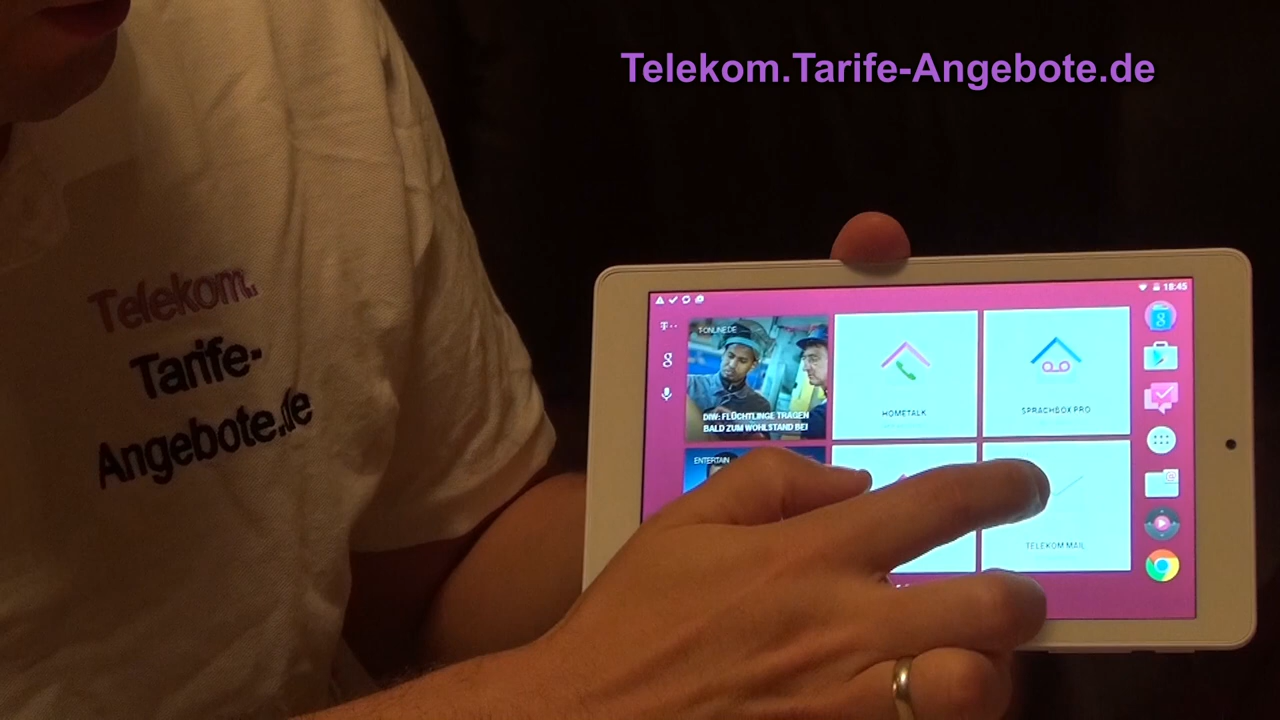 Telekom.Tarife-Angebote.de
Telekom.
Tarife-
Angebote.de
18:45
T-ONLINE.DE
DIW: FLÜCHTLINGE TRAGEN
BALD ZUM WOHLSTAND BEI
HOMETALK
SPRACHBOX PRO
ENTERTAIN
TELEKOM MAIL